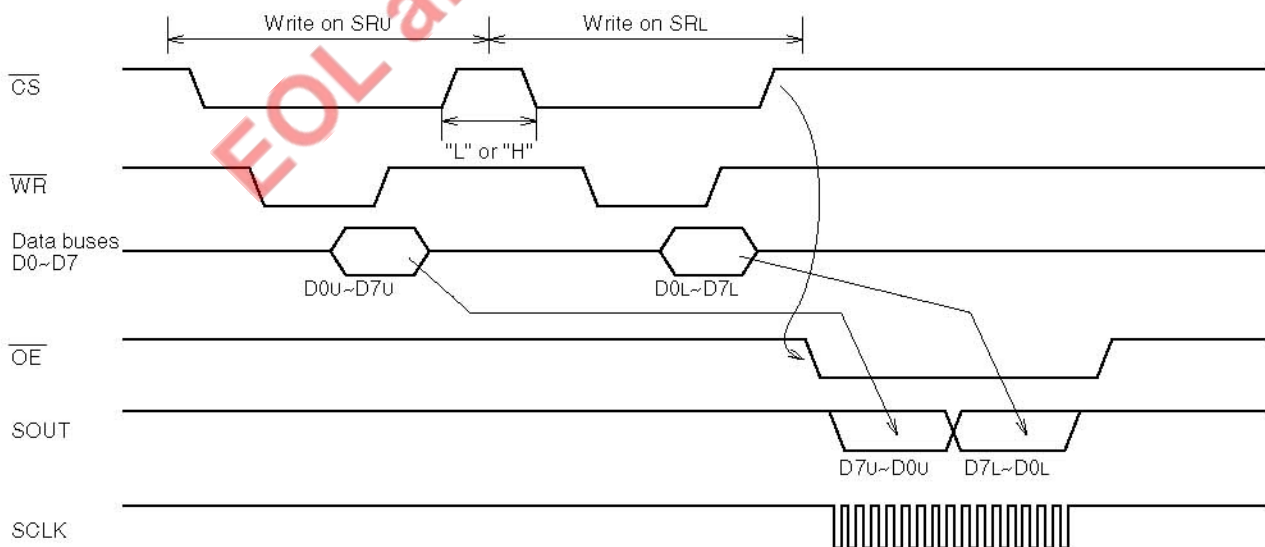 EOL a
Write on SRU
Write on SRL
CS
"L" or "H"
WR
Data buses
D0~D7
D0U~D7U
D0L~D7L
OE
SOUT
D7U~D0U
D7L~D0L
SCLK